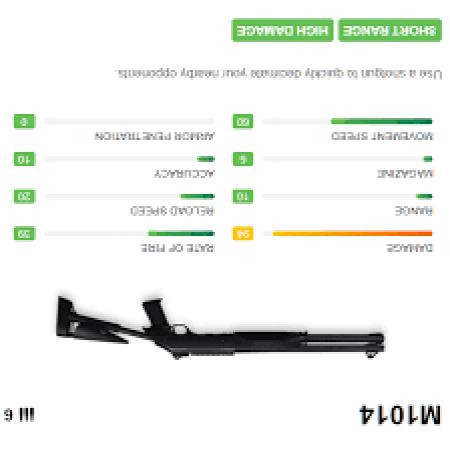 M1014
6
DAMAGE 94
RATE OF FIRE 39
RANGE 10
RELOAD SPEED 20
MAGAZINE 6
ACCURACY 10
MOVEMENT SPEED 60
ARMOR PENETRATION 0
Use a shotgun to quickly decimate your nearby opponents.
SHORT RANGE HIGH DAMAGE